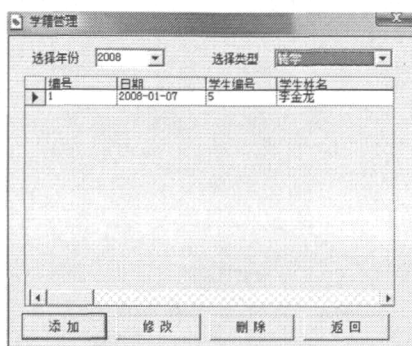 学籍管理
选择年份 2008 选择类型 转学
编号 日期 学生编号 学生姓名
1 2008-01-07 5 李金龙
添加 修改 删除 返回